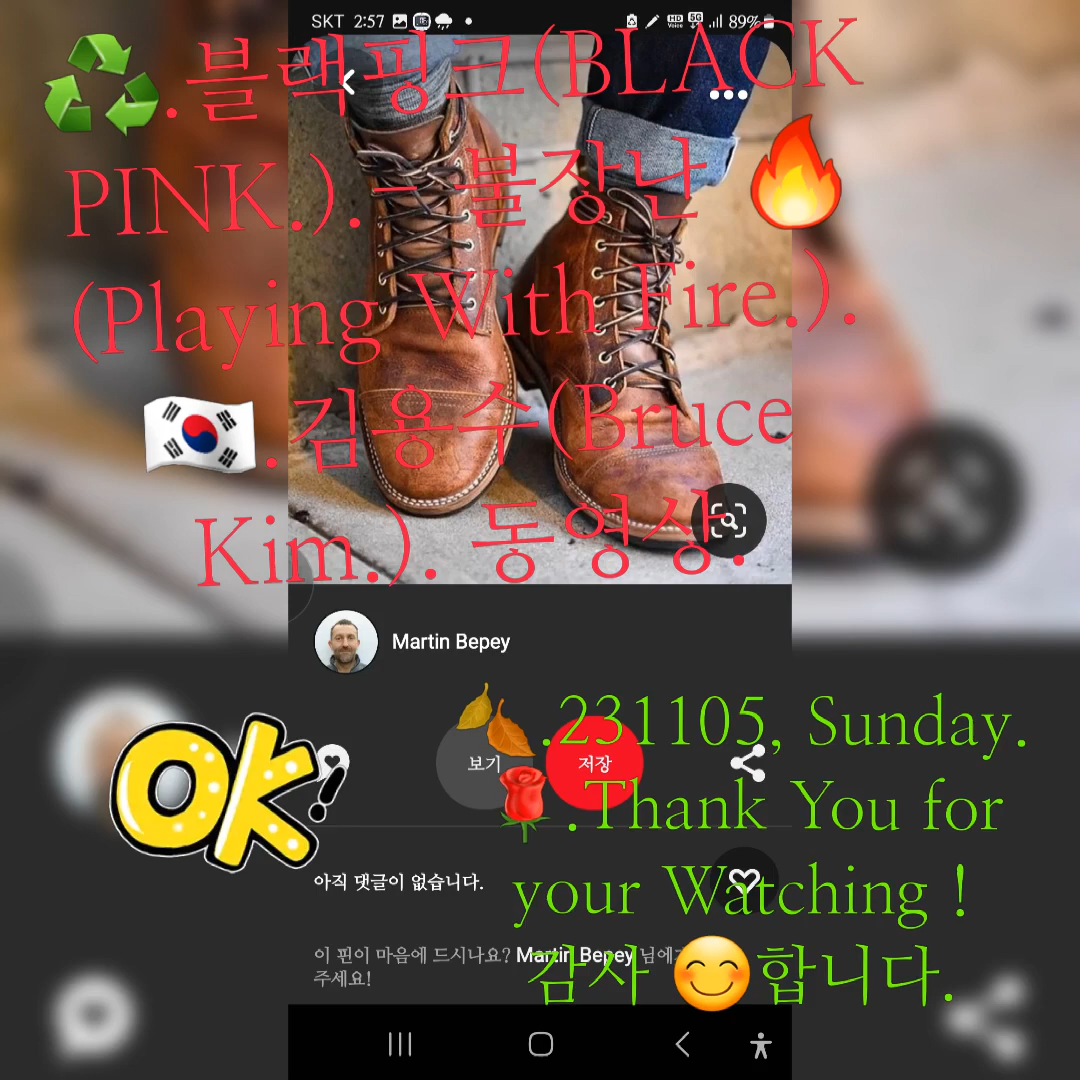 SKT 2:57
HD Voice 5G 89%
♻️.블랙핑크(BLACK
PINK.). – 불장난 🔥
(Playing With Fire.).
🇰🇷.김용수(Bruce
Kim.). 동영상.
Martin Bepey
🍂.231105, Sunday.
OK!
보기
저장
🌹.Thank You for
your Watching !
아직 댓글이 없습니다.
이 핀이 마음에 드시나요? Martin Bepey 님에
주세요!
감사 😊합니다.